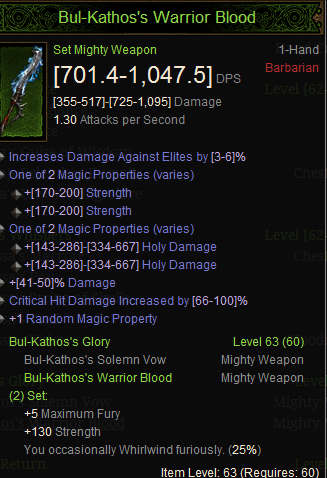 Bul-Kathos's Warrior Blood
Set Mighty Weapon 1-Hand
[701.4-1,047.5] DPS Barbarian
[355-517]-[725-1,095] Damage
1.30 Attacks per Second
Increases Damage Against Elites by [3-6]%
One of 2 Magic Properties (varies)
+[170-200] Strength
+[170-200] Strength
One of 2 Magic Properties (varies)
+[143-286]-[334-667] Holy Damage
+[143-286]-[334-667] Holy Damage
+[41-50]% Damage
Critical Hit Damage Increased by [66-100]%
+1 Random Magic Property
Bul-Kathos's Glory Level 63 (60)
Bul-Kathos's Solemn Vow Mighty Weapon
Bul-Kathos's Warrior Blood Mighty Weapon
(2) Set:
+5 Maximum Fury
+130 Strength
You occasionally Whirlwind furiously. (25%)
Item Level: 63 (Requires: 60)